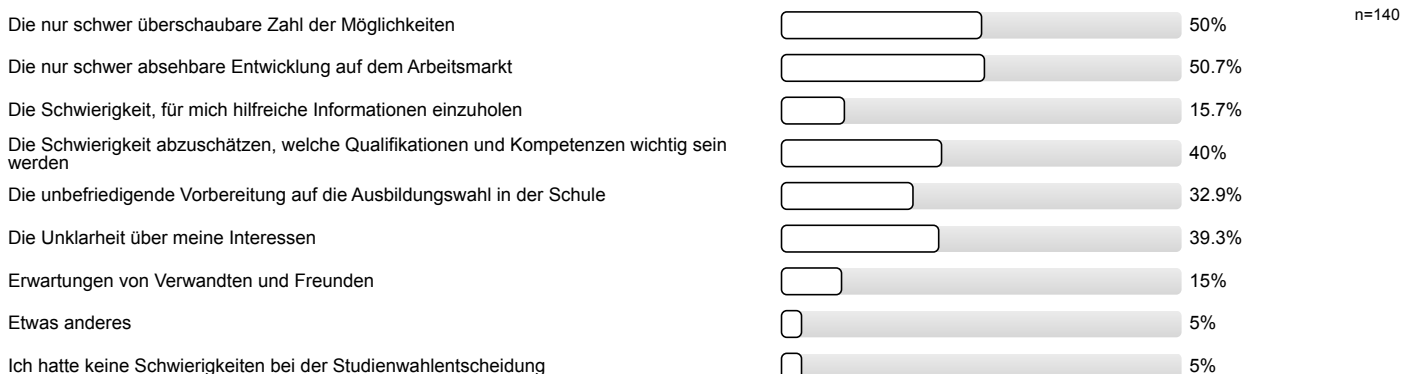 Die nur schwer überschaubare Zahl der Möglichkeiten 50% n=140
Die nur schwer absehbare Entwicklung auf dem Arbeitsmarkt 50.7%
Die Schwierigkeit, für mich hilfreiche Informationen einzuholen 15.7%
Die Schwierigkeit abzuschätzen, welche Qualifikationen und Kompetenzen wichtig sein
werden 40%
Die unbefriedigende Vorbereitung auf die Ausbildungswahl in der Schule 32.9%
Die Unklarheit über meine Interessen 39.3%
Erwartungen von Verwandten und Freunden 15%
Etwas anderes 5%
Ich hatte keine Schwierigkeiten bei der Studienwahlentscheidung 5%